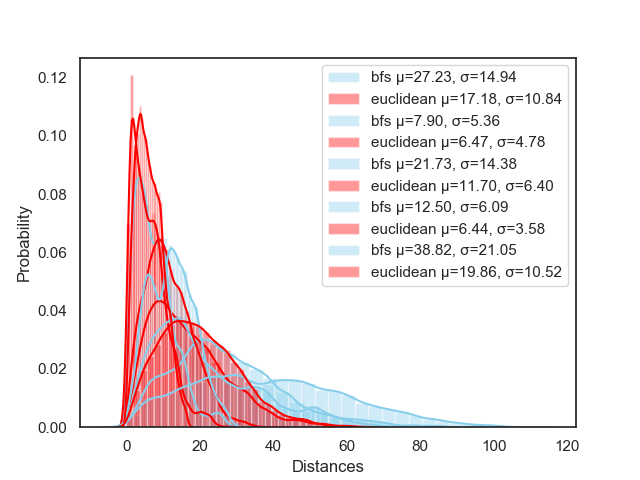 0.12
0.10
0.08
0.06
0.04
0.02
0.00
Probability
bfs μ=27.23, σ=14.94
euclidean μ=17.18, σ=10.84
bfs μ=7.90, σ=5.36
euclidean μ=6.47, σ=4.78
bfs μ=21.73, σ=14.38
euclidean μ=11.70, σ=6.40
bfs μ=12.50, σ=6.09
euclidean μ=6.44, σ=3.58
bfs μ=38.82, σ=21.05
euclidean μ=19.86, σ=10.52
0 20 40 60 80 100 120
Distances